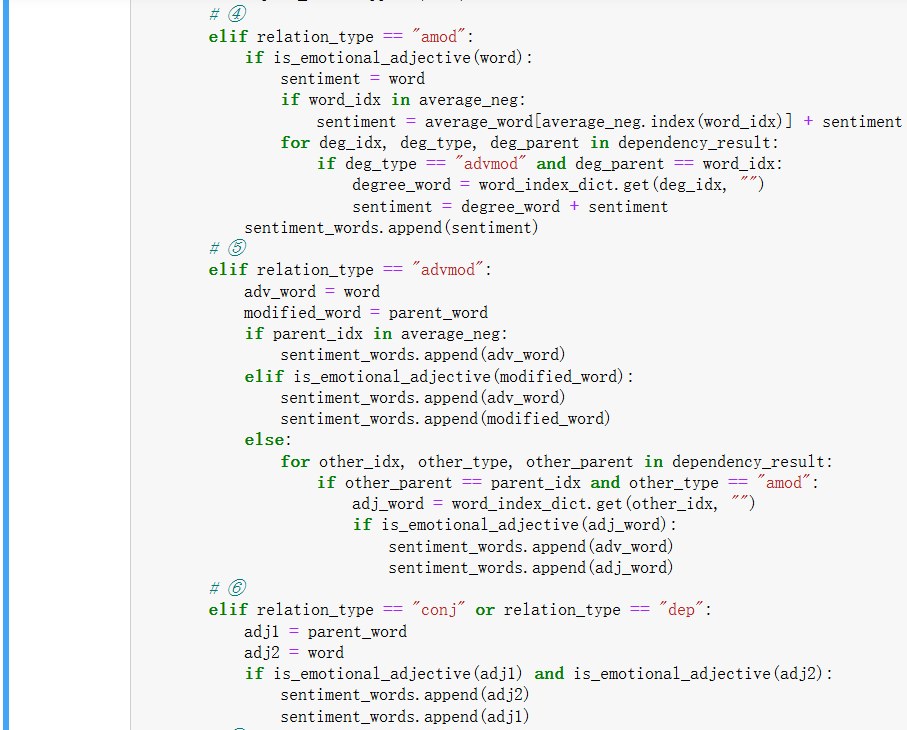 # ④
elif relation_type == "amod":
    if is_emotional_adjective(word):
        sentiment = word
        if word_idx in average_neg:
            sentiment = average_word[average_neg.index(word_idx)] + sentiment
        for deg_idx, deg_type, deg_parent in dependency_result:
            if deg_type == "advmod" and deg_parent == word_idx:
                degree_word = word_index_dict.get(deg_idx, "")
                sentiment = degree_word + sentiment
    sentiment_words.append(sentiment)
# ⑤
elif relation_type == "advmod":
    adv_word = word
    modified_word = parent_word
    if parent_idx in average_neg:
        sentiment_words.append(adv_word)
    elif is_emotional_adjective(modified_word):
        sentiment_words.append(adv_word)
        sentiment_words.append(modified_word)
    else:
        for other_idx, other_type, other_parent in dependency_result:
            if other_parent == parent_idx and other_type == "amod":
                adj_word = word_index_dict.get(other_idx, "")
                if is_emotional_adjective(adj_word):
                    sentiment_words.append(adv_word)
                    sentiment_words.append(adj_word)
# ⑥
elif relation_type == "conj" or relation_type == "dep":
    adj1 = parent_word
    adj2 = word
    if is_emotional_adjective(adj1) and is_emotional_adjective(adj2):
        sentiment_words.append(adj2)
        sentiment_words.append(adj1)